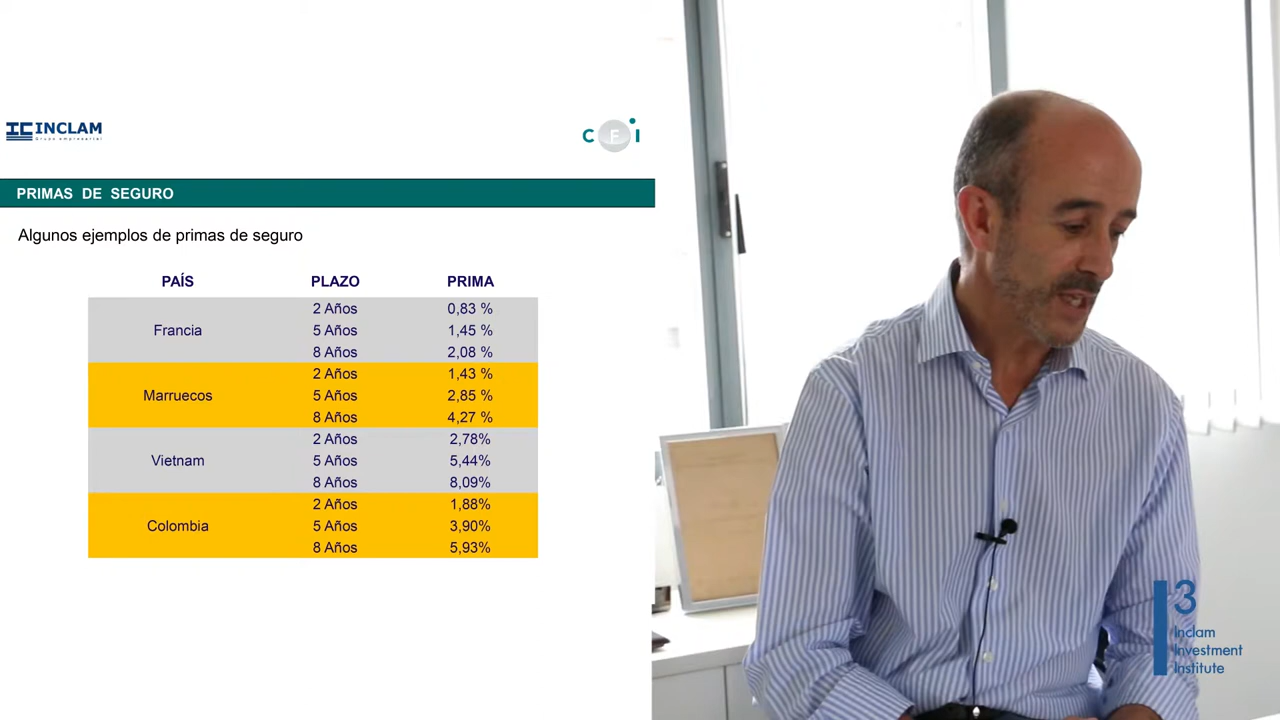 INCLAM
Grupo empresarial
C F i
PRIMAS DE SEGURO
Algunos ejemplos de primas de seguro
PAÍS PLAZO PRIMA
Francia
2 Años 0,83 %
5 Años 1,45 %
8 Años 2,08 %
Marruecos
2 Años 1,43 %
5 Años 2,85 %
8 Años 4,27 %
Vietnam
2 Años 2,78%
5 Años 5,44%
8 Años 8,09%
Colombia
2 Años 1,88%
5 Años 3,90%
8 Años 5,93%
3
Inclam
Investment
Institute